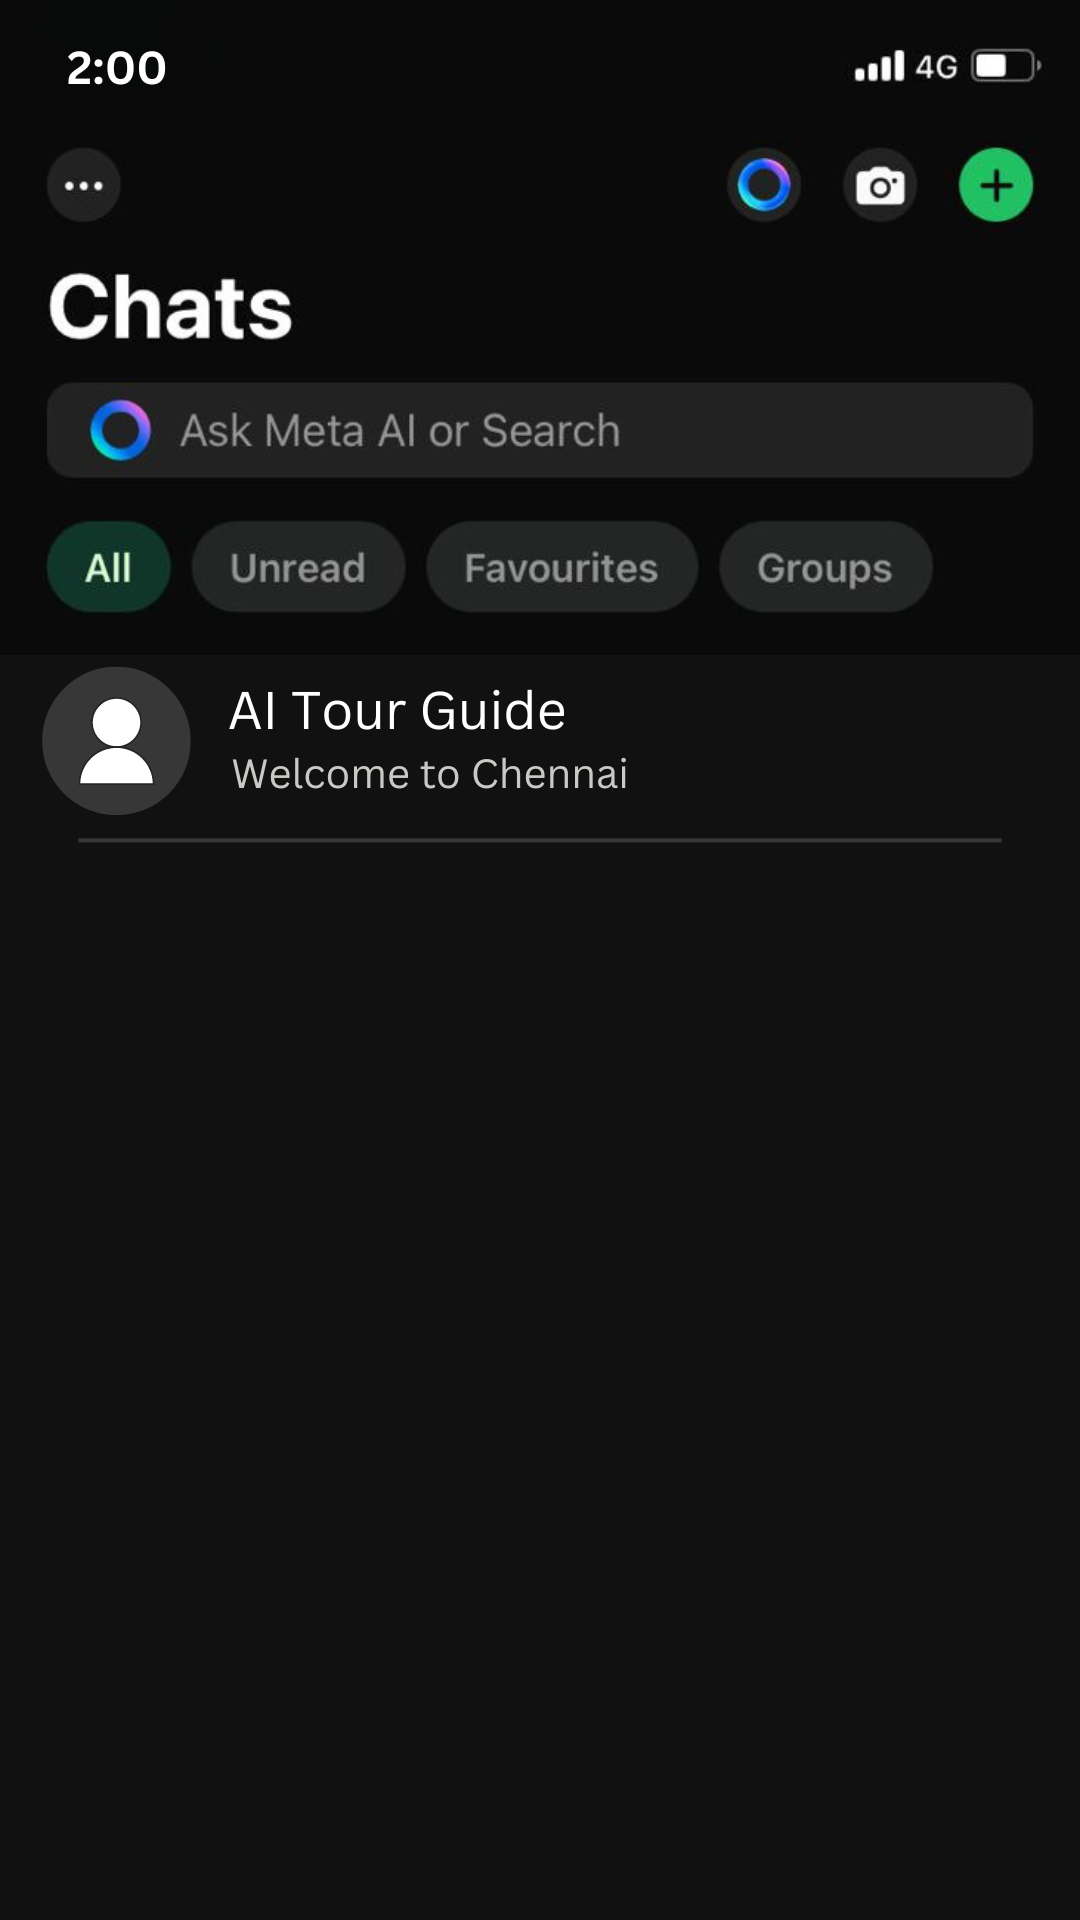 2:00
4G
Chats
Ask Meta AI or Search
All Unread Favourites Groups
AI Tour Guide
Welcome to Chennai